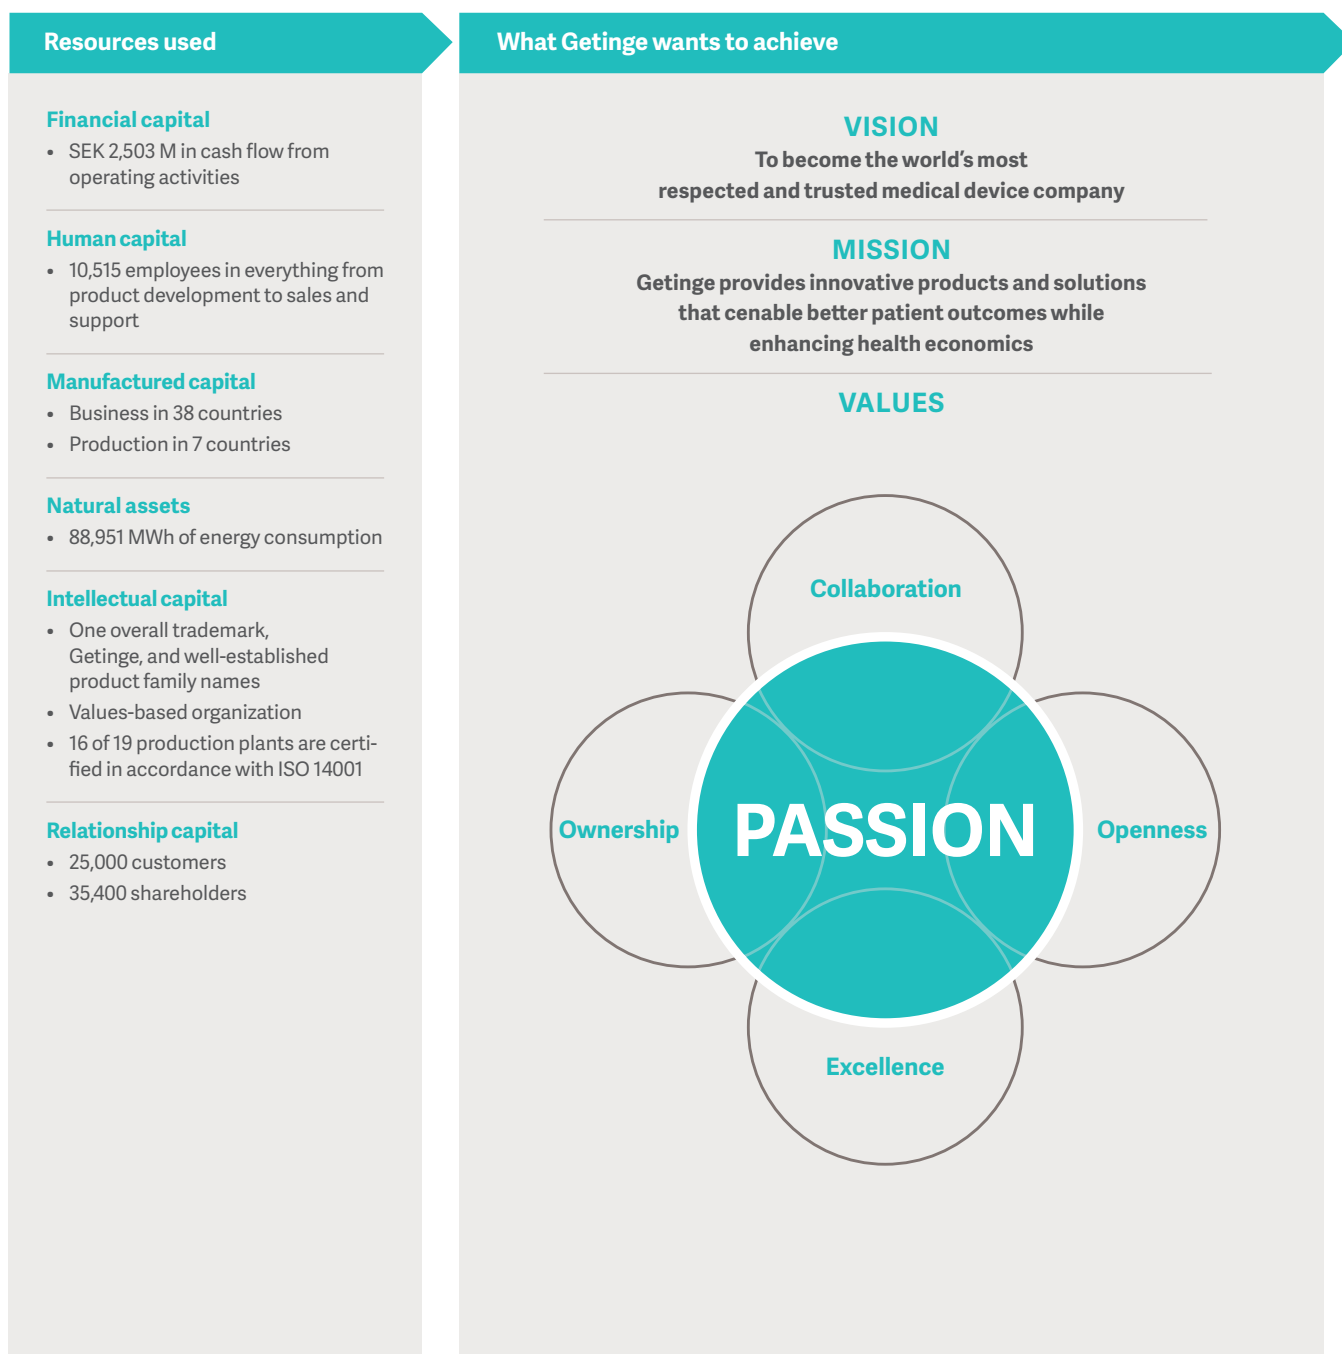 Resources used
Financial capital
• SEK 2,503 M in cash flow from
operating activities
Human capital
• 10,515 employees in everything from
product development to sales and
support
Manufactured capital
• Business in 38 countries
• Production in 7 countries
Natural assets
• 88,951 MWh of energy consumption
Intellectual capital
• One overall trademark,
Getinge, and well-established
product family names
• Values-based organization
• 16 of 19 production plants are certi-
fied in accordance with ISO 14001
Relationship capital
• 25,000 customers
• 35,400 shareholders
What Getinge wants to achieve
VISION
To become the world's most
respected and trusted medical device company
MISSION
Getinge provides innovative products and solutions
that cenable better patient outcomes while
enhancing health economics
VALUES
Collaboration
Ownership
PASSION
Openness
Excellence